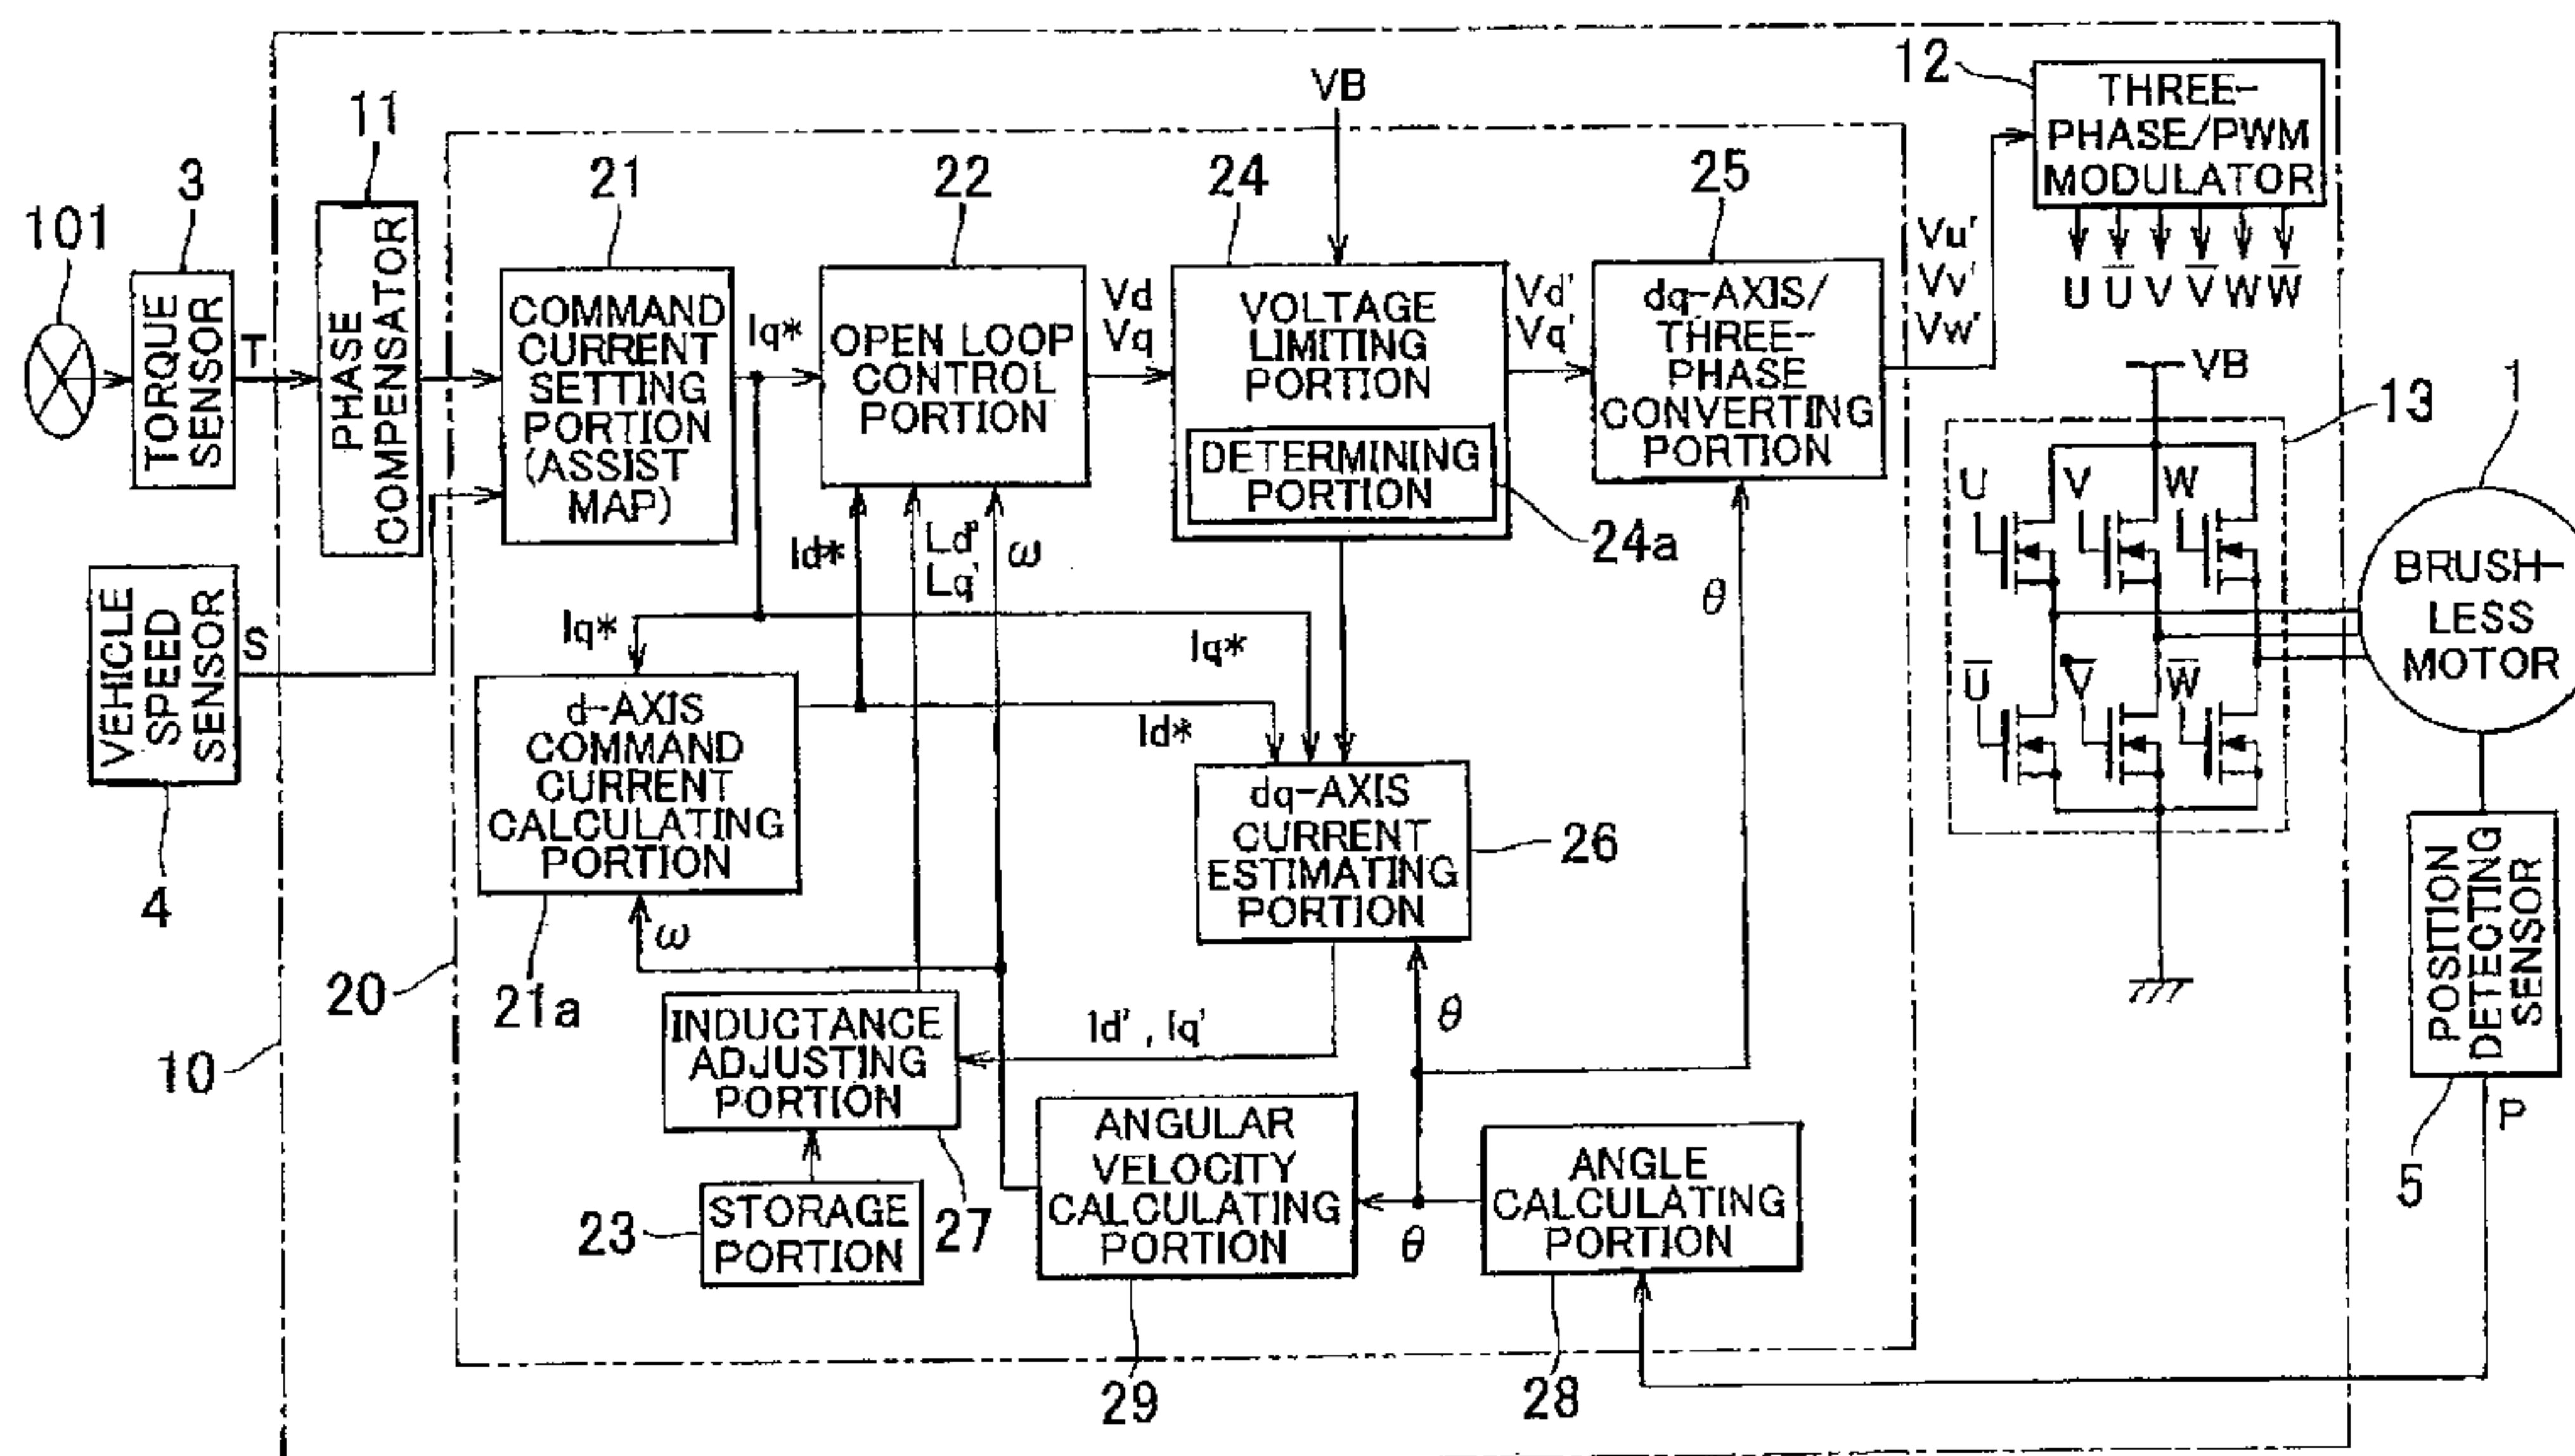 12
THREE-
PHASE/PWM
MODULATOR
U U̅ V V̅ W W̅
VB
11
21
22
24
25
3
101
TORQUE
SENSOR
T
PHASE
COMPENSATOR
COMMAND
CURRENT
SETTING
PORTION
(ASSIST
MAP)
Iq*
OPEN LOOP
CONTROL
PORTION
Vd
Vq
VOLTAGE
LIMITING
PORTION
DETERMINING
PORTION
24a
Vd'
Vq'
dq-AXIS/
THREE-
PHASE
CONVERTING
PORTION
Vu'
Vv'
Vw'
VB
13
1
U V W
U̅ V̅ W̅
BRUSH-
LESS
MOTOR
VEHICLE
SPEED
SENSOR
S
4
Id*
Ld'
Lq'
ω
θ
Iq*
Iq*
d-AXIS
COMMAND
CURRENT
CALCULATING
PORTION
21a
Id*
dq-AXIS
CURRENT
ESTIMATING
PORTION
26
ω
20
10
INDUCTANCE
ADJUSTING
PORTION
27
Id', Iq'
θ
STORAGE
PORTION
23
ANGULAR
VELOCITY
CALCULATING
PORTION
29
θ
ANGLE
CALCULATING
PORTION
28
POSITION
DETECTING
SENSOR
5
P